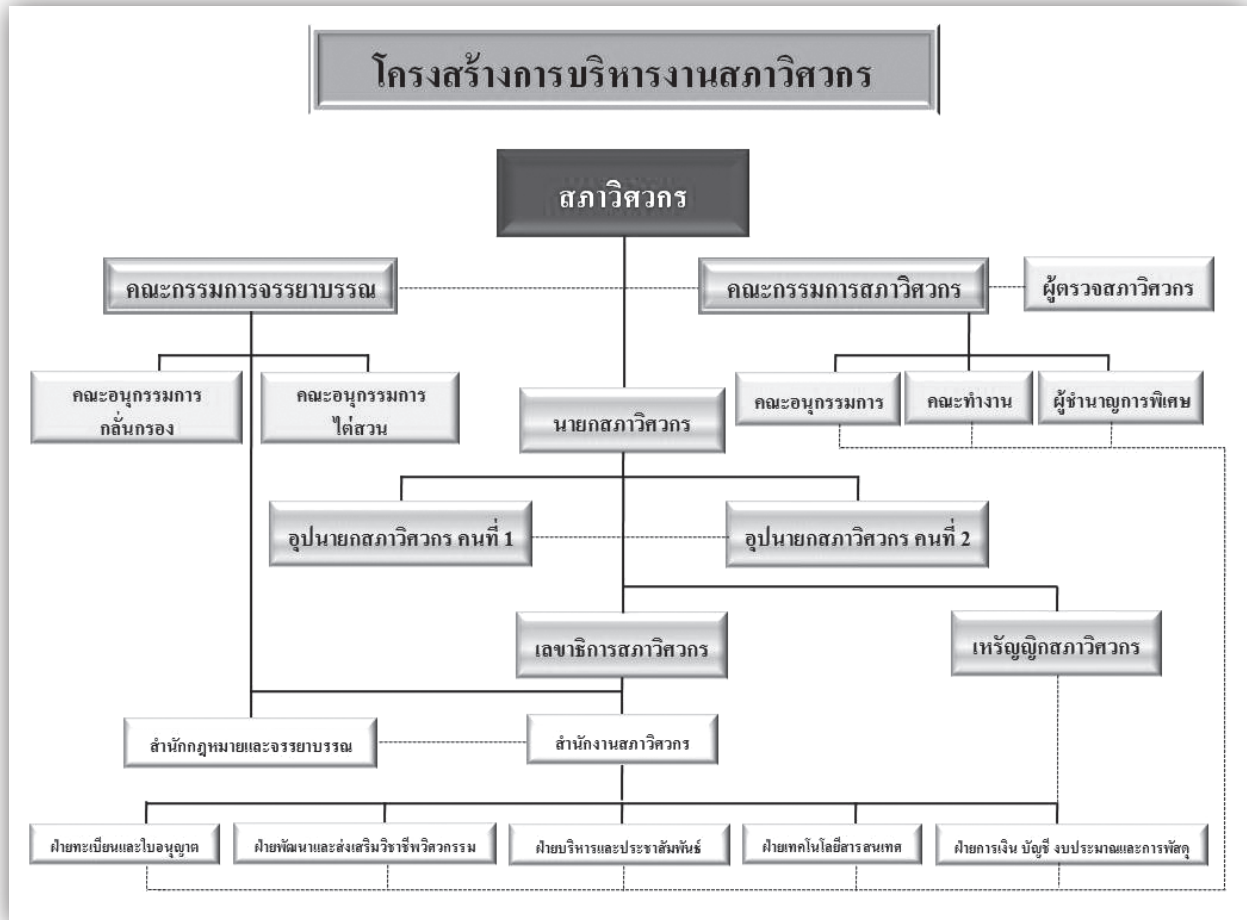 โครงสร้างการบริหารงานสภาวิศวกร
สภาวิศวกร
คณะกรรมการจรรยาบรรณ
คณะกรรมการสภาวิศวกร
ผู้ตรวจสภาวิศวกร
คณะอนุกรรมการ
กลั่นกรอง
คณะอนุกรรมการ
ไต่สวน
คณะอนุกรรมการ
คณะทำงาน
ผู้ชำนาญการพิเศษ
นายกสภาวิศวกร
อุปนายกสภาวิศวกร คนที่ 1
อุปนายกสภาวิศวกร คนที่ 2
เลขาธิการสภาวิศวกร
เหรัญญิกสภาวิศวกร
สำนักกฎหมายและจรรยาบรรณ
สำนักงานสภาวิศวกร
ฝ่ายทะเบียนและใบอนุญาต
ฝ่ายพัฒนาและส่งเสริมวิชาชีพวิศวกรรม
ฝ่ายบริหารและประชาสัมพันธ์
ฝ่ายเทคโนโลยีสารสนเทศ
ฝ่ายการเงิน บัญชี งบประมาณและการพัสดุ